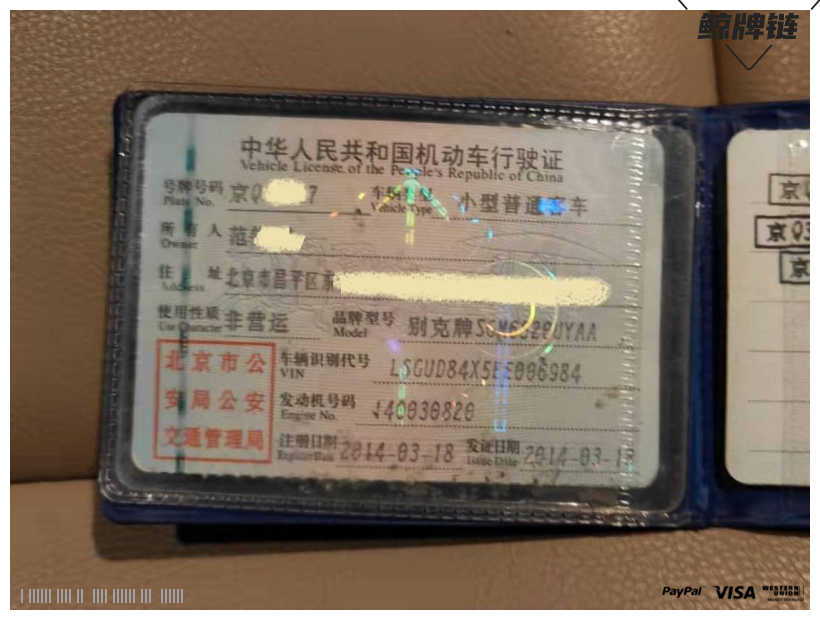 鲸牌链
中华人民共和国机动车行驶证
Vehicle License of the People's Republic of China
号牌号码 京Q 7 车辆类型 小型普通客车
Plate No. Vehicle Type
所有人 范
Owner
住址 北京市昌平区东
Address
使用性质 非营运 品牌型号 别克牌
Use Character Model
北京市公 车辆识别代号
VIN
安局公安 发动机号码 140030820
Engine No.
交通管理局 注册日期 2014-03-18 发证日期 2014-03-18
Register Date Issue Date
京
京Q3
京
PayPal VISA WESTERN UNION